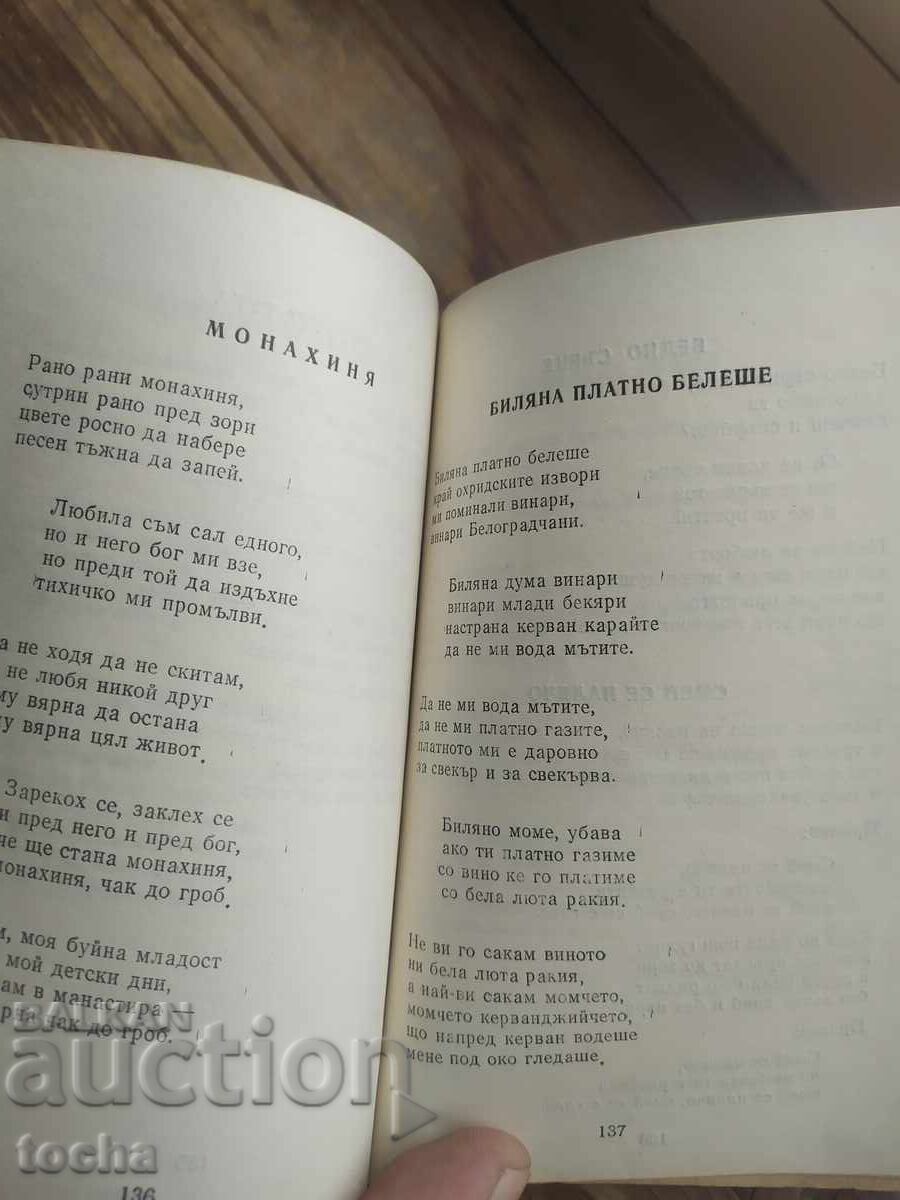 МОНАХИНЯ
Рано рани монахиня,
сутрин рано пред зори
цвете росно да набере
песен тъжна да запей.
Любила съм сал едного,
но и него бог ми взе,
но преди той да издъхне
тихичко ми промълви.
не ходя да не скитам,
не любя никой друг
вярна да остана
вярна цял живот.
Зарекох се, заклех се
и пред него и пред бог,
че ще стана монахиня,
монахиня, чак до гроб.
моя буйна младост
мой детски дни,
в манастира —
чак до гроб.
136
БИЛЯНА ПЛАТНО БЕЛЕШЕ
Биляна платно белеше
край охридските извори
ми поминали винари,
винари Белоградчани.
Биляна дума винари
винари млади бекяри
настрана керван карайте
да не ми вода мътите.
Да не ми вода мътите,
да не ми платно газите,
платното ми е даровно
за свекър и за свекърва.
Биляно моме, убава
ако ти платно газиме
со вино ке го платиме
со бела люта ракия.
Не ви го сакам виното
ни бела люта ракия,
а най-ви сакам момчето,
момчето керванджийчето,
що напред керван водеше
мене под око гледаше.
137
BALKAN
auction
tocha